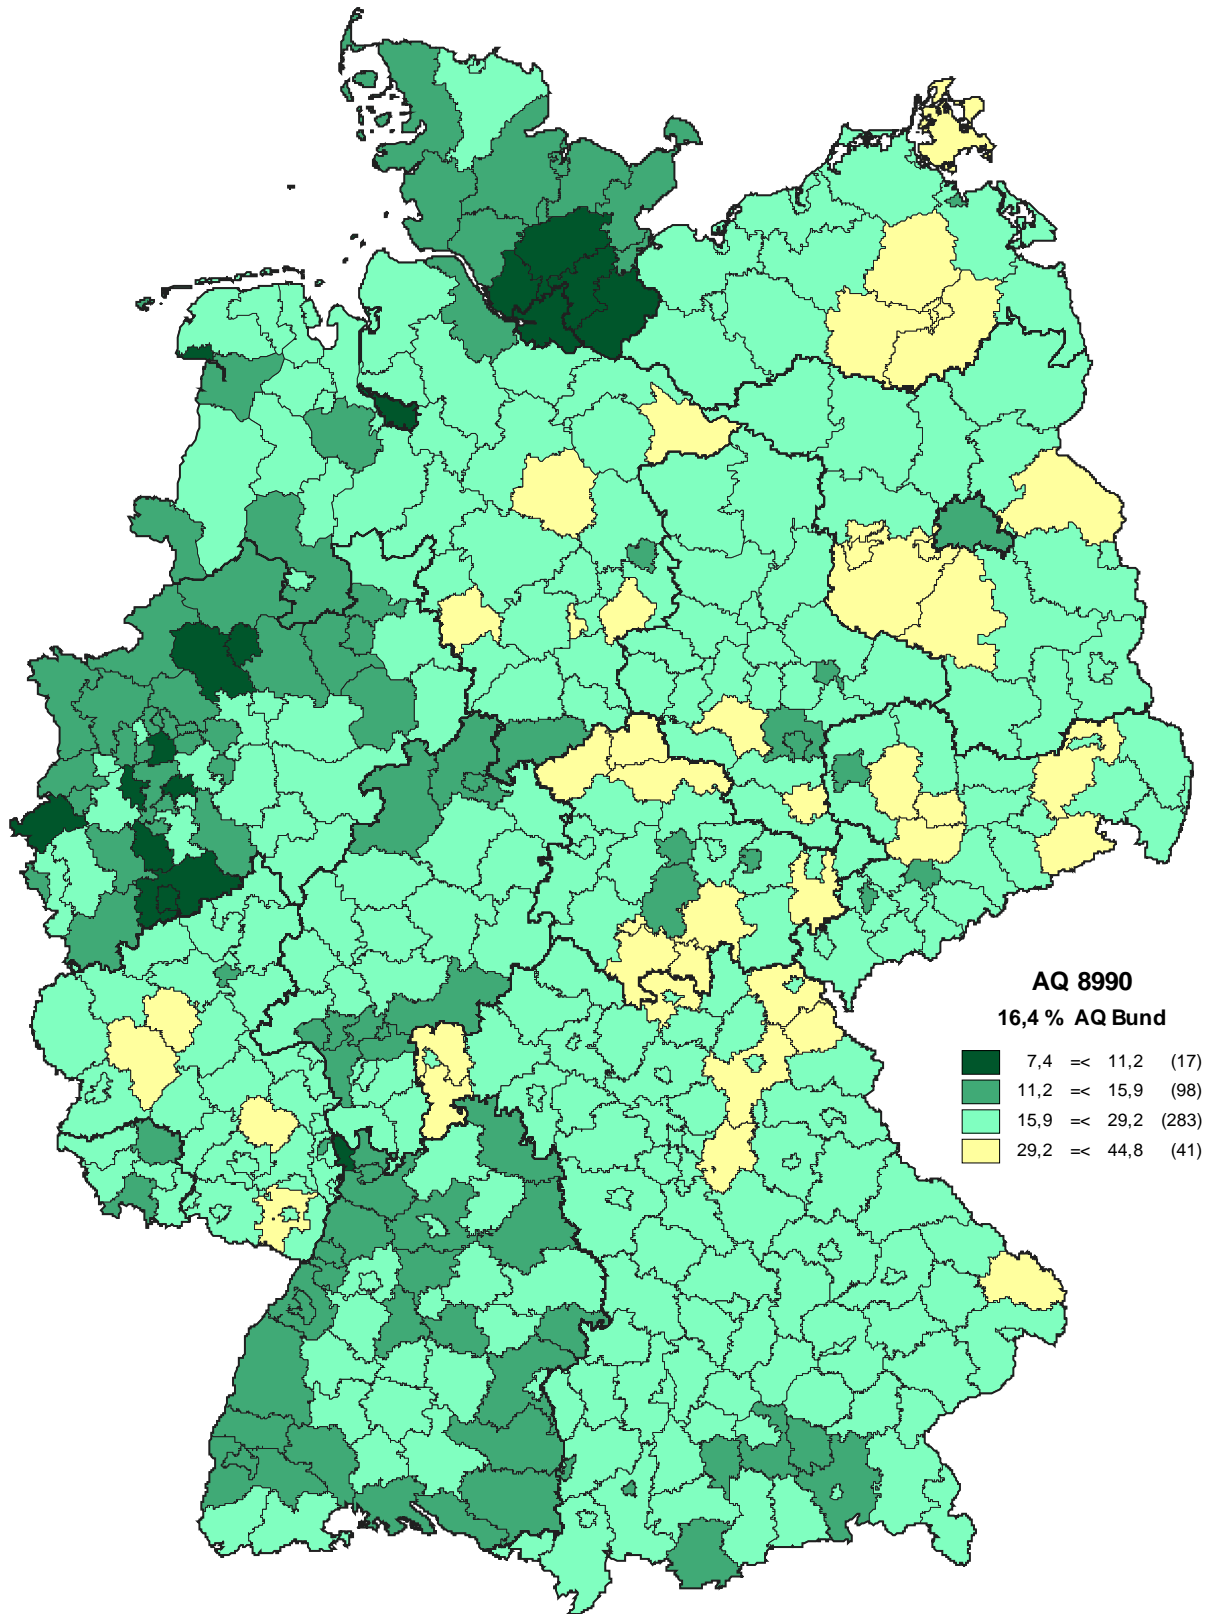 AQ 8990
16,4 % AQ Bund
7,4 =< 11,2 (17)
11,2 =< 15,9 (98)
15,9 =< 29,2 (283)
29,2 =< 44,8 (41)